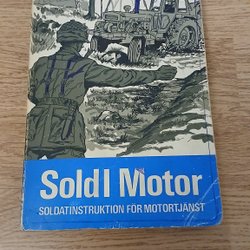 SoldI Motor
SOLDATINSTRUKTION FÖR MOTORTJÄNST